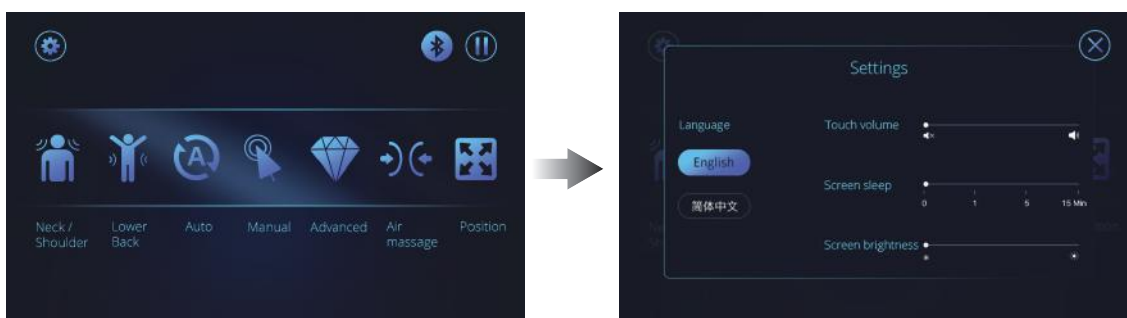 Neck /
Shoulder
Lower
Back
Auto
Manual
Advanced
Air
massage
Position
Settings
Language
English
简体中文
Touch volume
Screen sleep
0 1 5 15 Min
Screen brightness